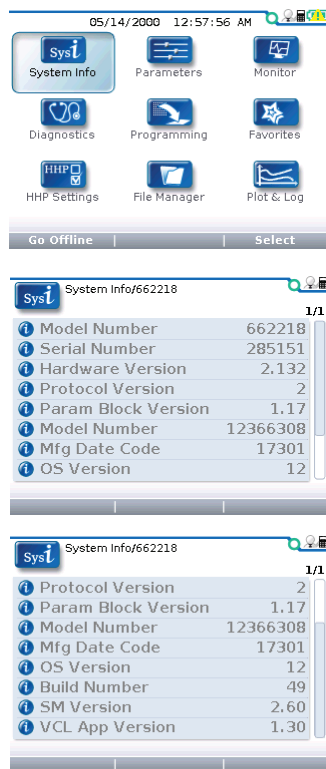 05/14/2000 12:57:56 AM
Sysi
System Info Parameters Monitor
Diagnostics Programming Favorites
HHP
HHP Settings File Manager Plot & Log
Go Offline | | Select
Sysi System Info/662218
1/1
Model Number 662218
Serial Number 285151
Hardware Version 2.132
Protocol Version 2
Param Block Version 1.17
Model Number 12366308
Mfg Date Code 17301
OS Version 12
Sysi System Info/662218
1/1
Protocol Version 2
Param Block Version 1.17
Model Number 12366308
Mfg Date Code 17301
OS Version 12
Build Number 49
SM Version 2.60
VCL App Version 1.30